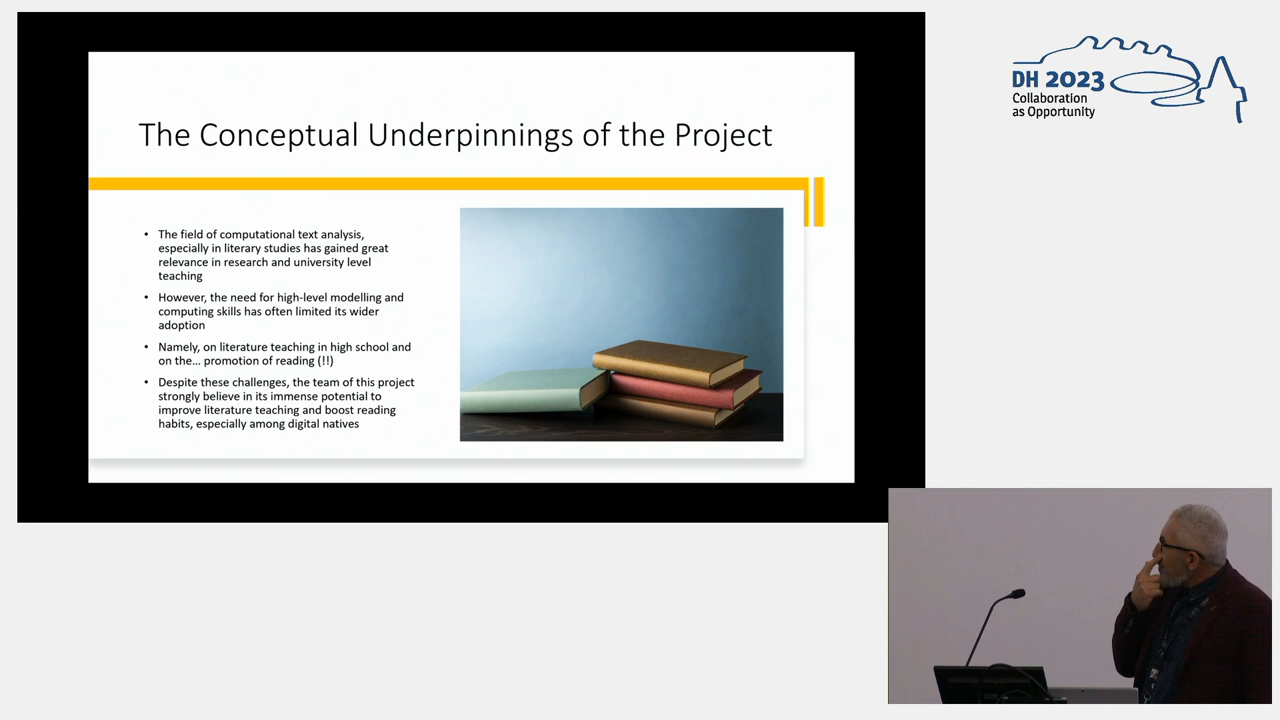 The Conceptual Underpinnings of the Project
• The field of computational text analysis,
especially in literary studies has gained great
relevance in research and university level
teaching
• However, the need for high-level modelling and
computing skills has often limited its wider
adoption
• Namely, on literature teaching in high school and
on the... promotion of reading (!!)
• Despite these challenges, the team of this project
strongly believe in its immense potential to
improve literature teaching and boost reading
habits, especially among digital natives
DH 2023
Collaboration
as Opportunity